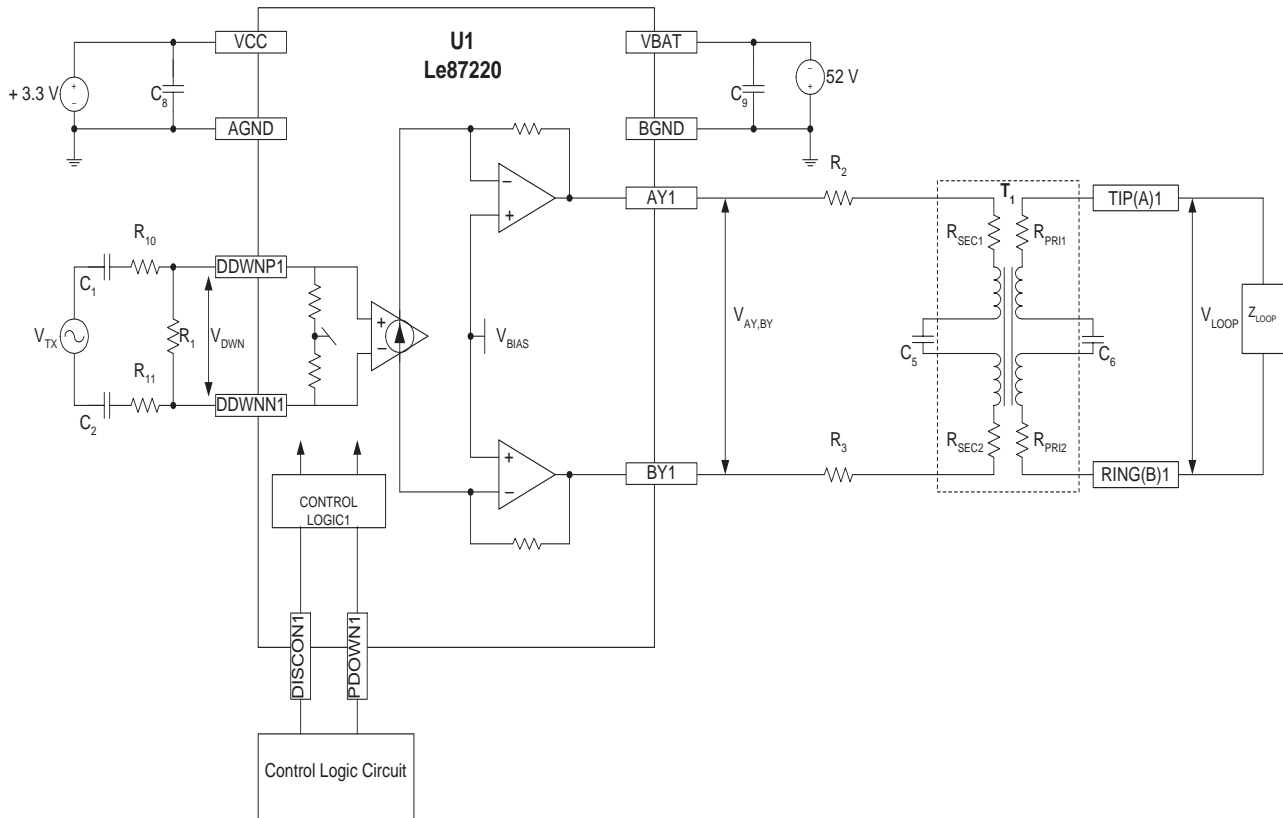 U1
Le87220
VCC
VBAT
+ 3.3 V
+
−
C8
C9
−
+
52 V
AGND
BGND
−
+
AY1
R2
T1
TIP(A)1
RSEC1
RPRI1
R10
C1
DDWNP1
VTX
R1
VDWN
+
−
VBIAS
VAY,BY
C5
C6
VLOOP
ZLOOP
R11
C2
DDWNN1
+
−
BY1
R3
RSEC2
RPRI2
RING(B)1
CONTROL
LOGIC1
DISCON1
PDOWN1
Control Logic Circuit